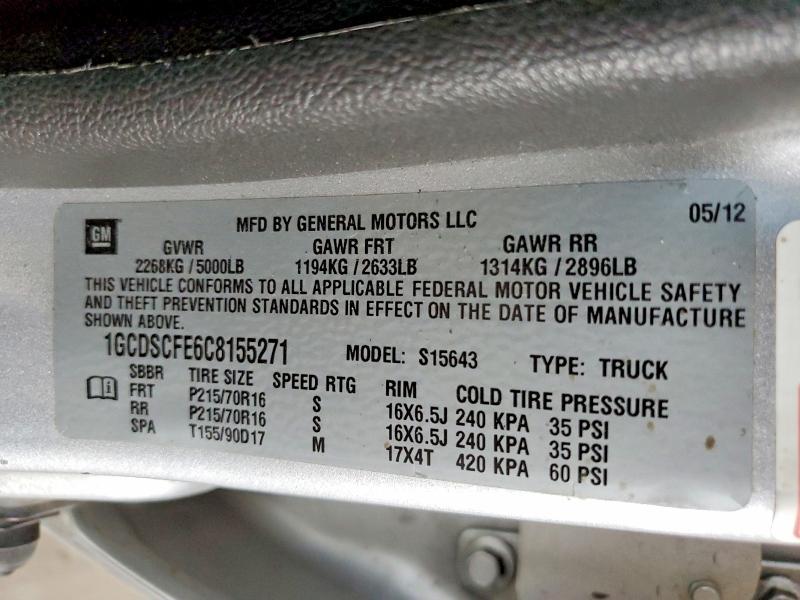 GM
MFD BY GENERAL MOTORS LLC 05/12
GVWR GAWR FRT GAWR RR
2268KG / 5000LB 1194KG / 2633LB 1314KG / 2896LB
THIS VEHICLE CONFORMS TO ALL APPLICABLE FEDERAL MOTOR VEHICLE SAFETY
AND THEFT PREVENTION STANDARDS IN EFFECT ON THE DATE OF MANUFACTURE
SHOWN ABOVE.
1GCDSCFE6C8155271 MODEL: S15643 TYPE: TRUCK
SBBR TIRE SIZE SPEED RTG RIM COLD TIRE PRESSURE
FRT P215/70R16 S 16X6.5J 240 KPA 35 PSI
RR P215/70R16 S 16X6.5J 240 KPA 35 PSI
SPA T155/90D17 M 17X4T 420 KPA 60 PSI